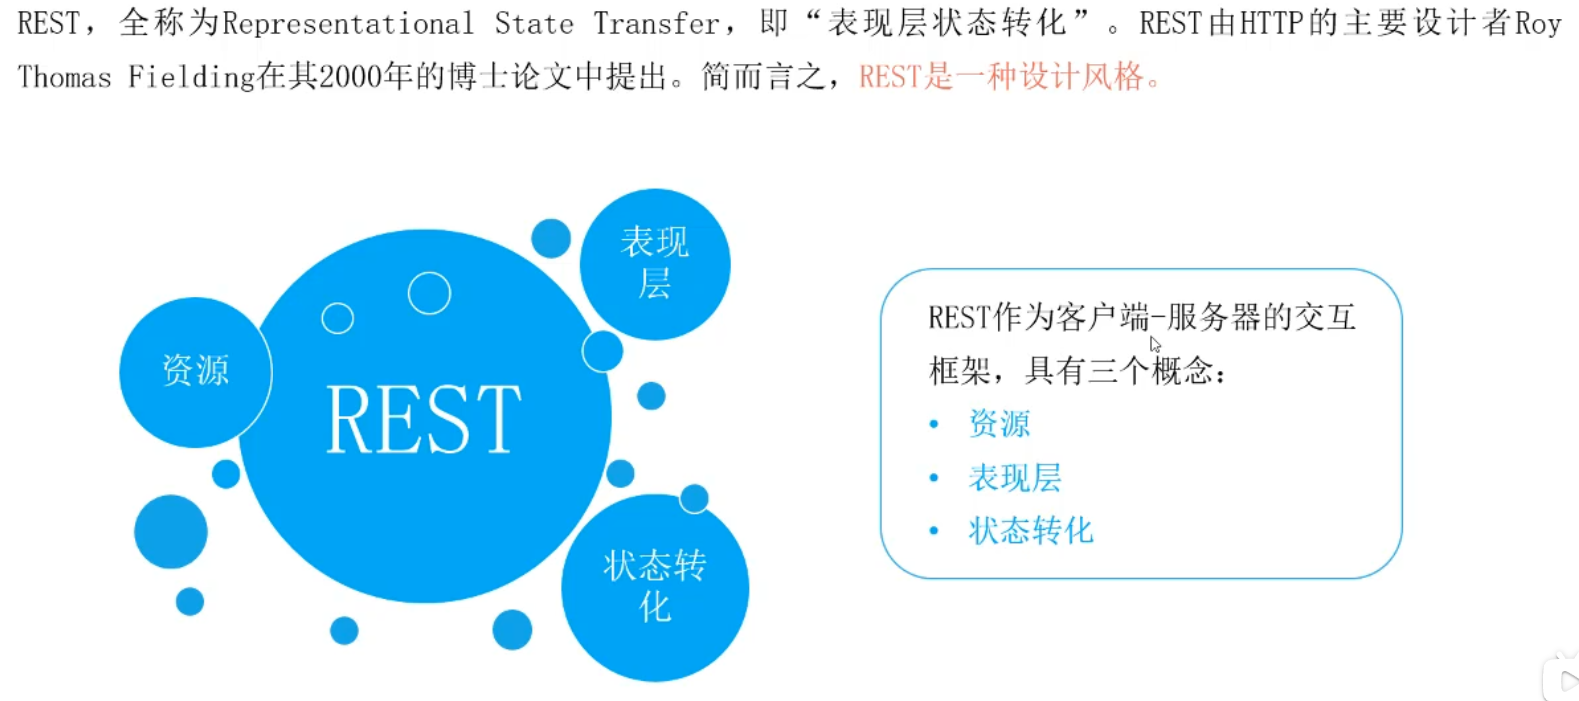 REST，全称为Representational State Transfer，即“表现层状态转化”。REST由HTTP的主要设计者Roy
Thomas Fielding在其2000年的博士论文中提出。简而言之，REST是一种设计风格。
表现
层
资源
REST
状态转
化
REST作为客户端-服务器的交互
框架，具有三个概念：
• 资源
• 表现层
• 状态转化